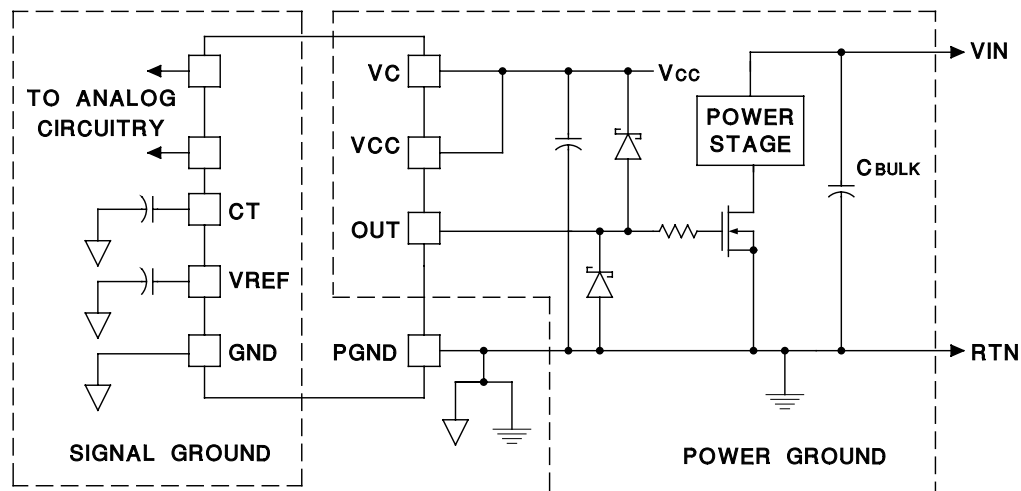 VC
VCC
VIN
TO ANALOG
CIRCUITRY
POWER
STAGE
VCC
CBULK
CT
OUT
VREF
GND
PGND
RTN
SIGNAL GROUND
POWER GROUND